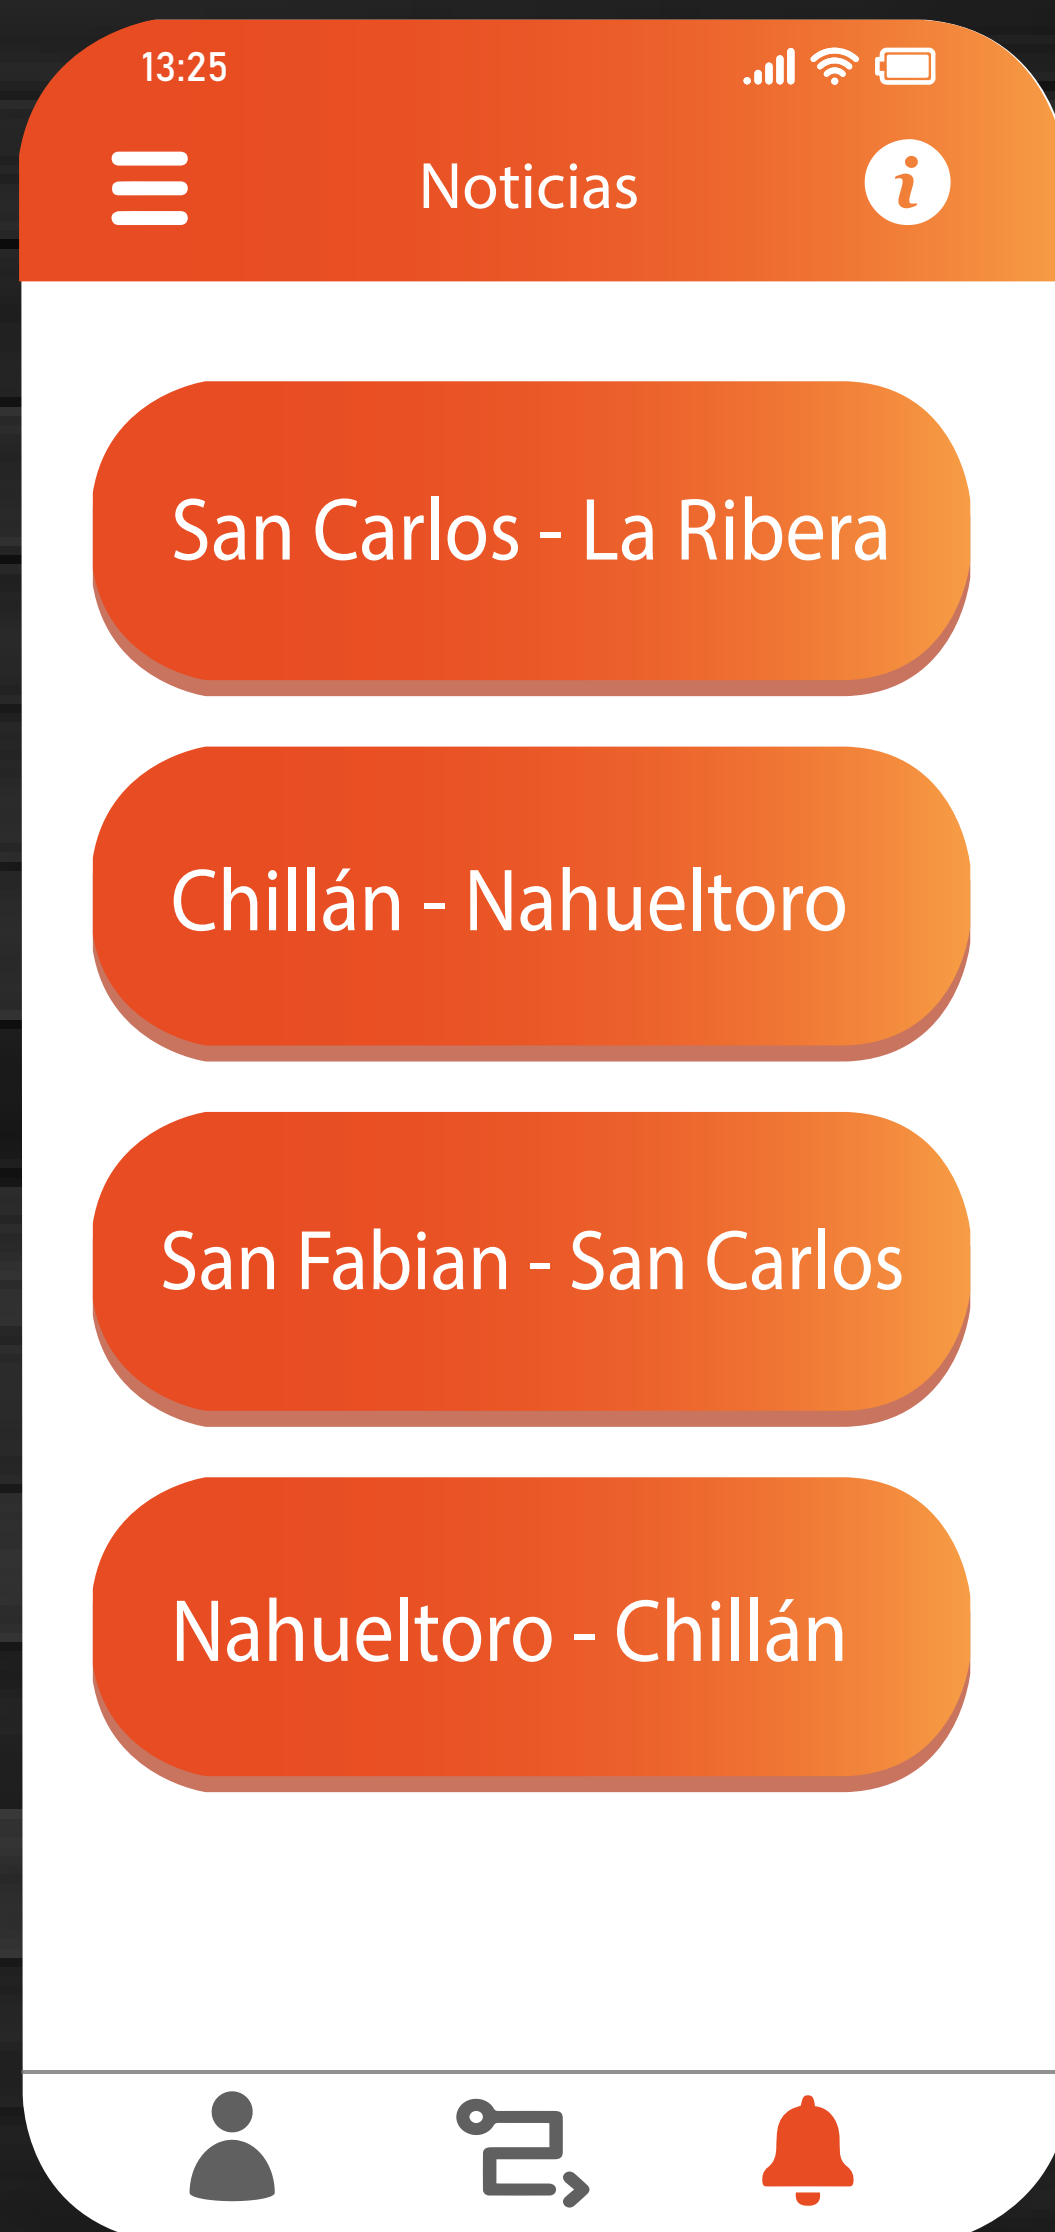 13:25
Noticias
i
San Carlos - La Ribera
Chillán - Nahueltoro
San Fabian - San Carlos
Nahueltoro - Chillán